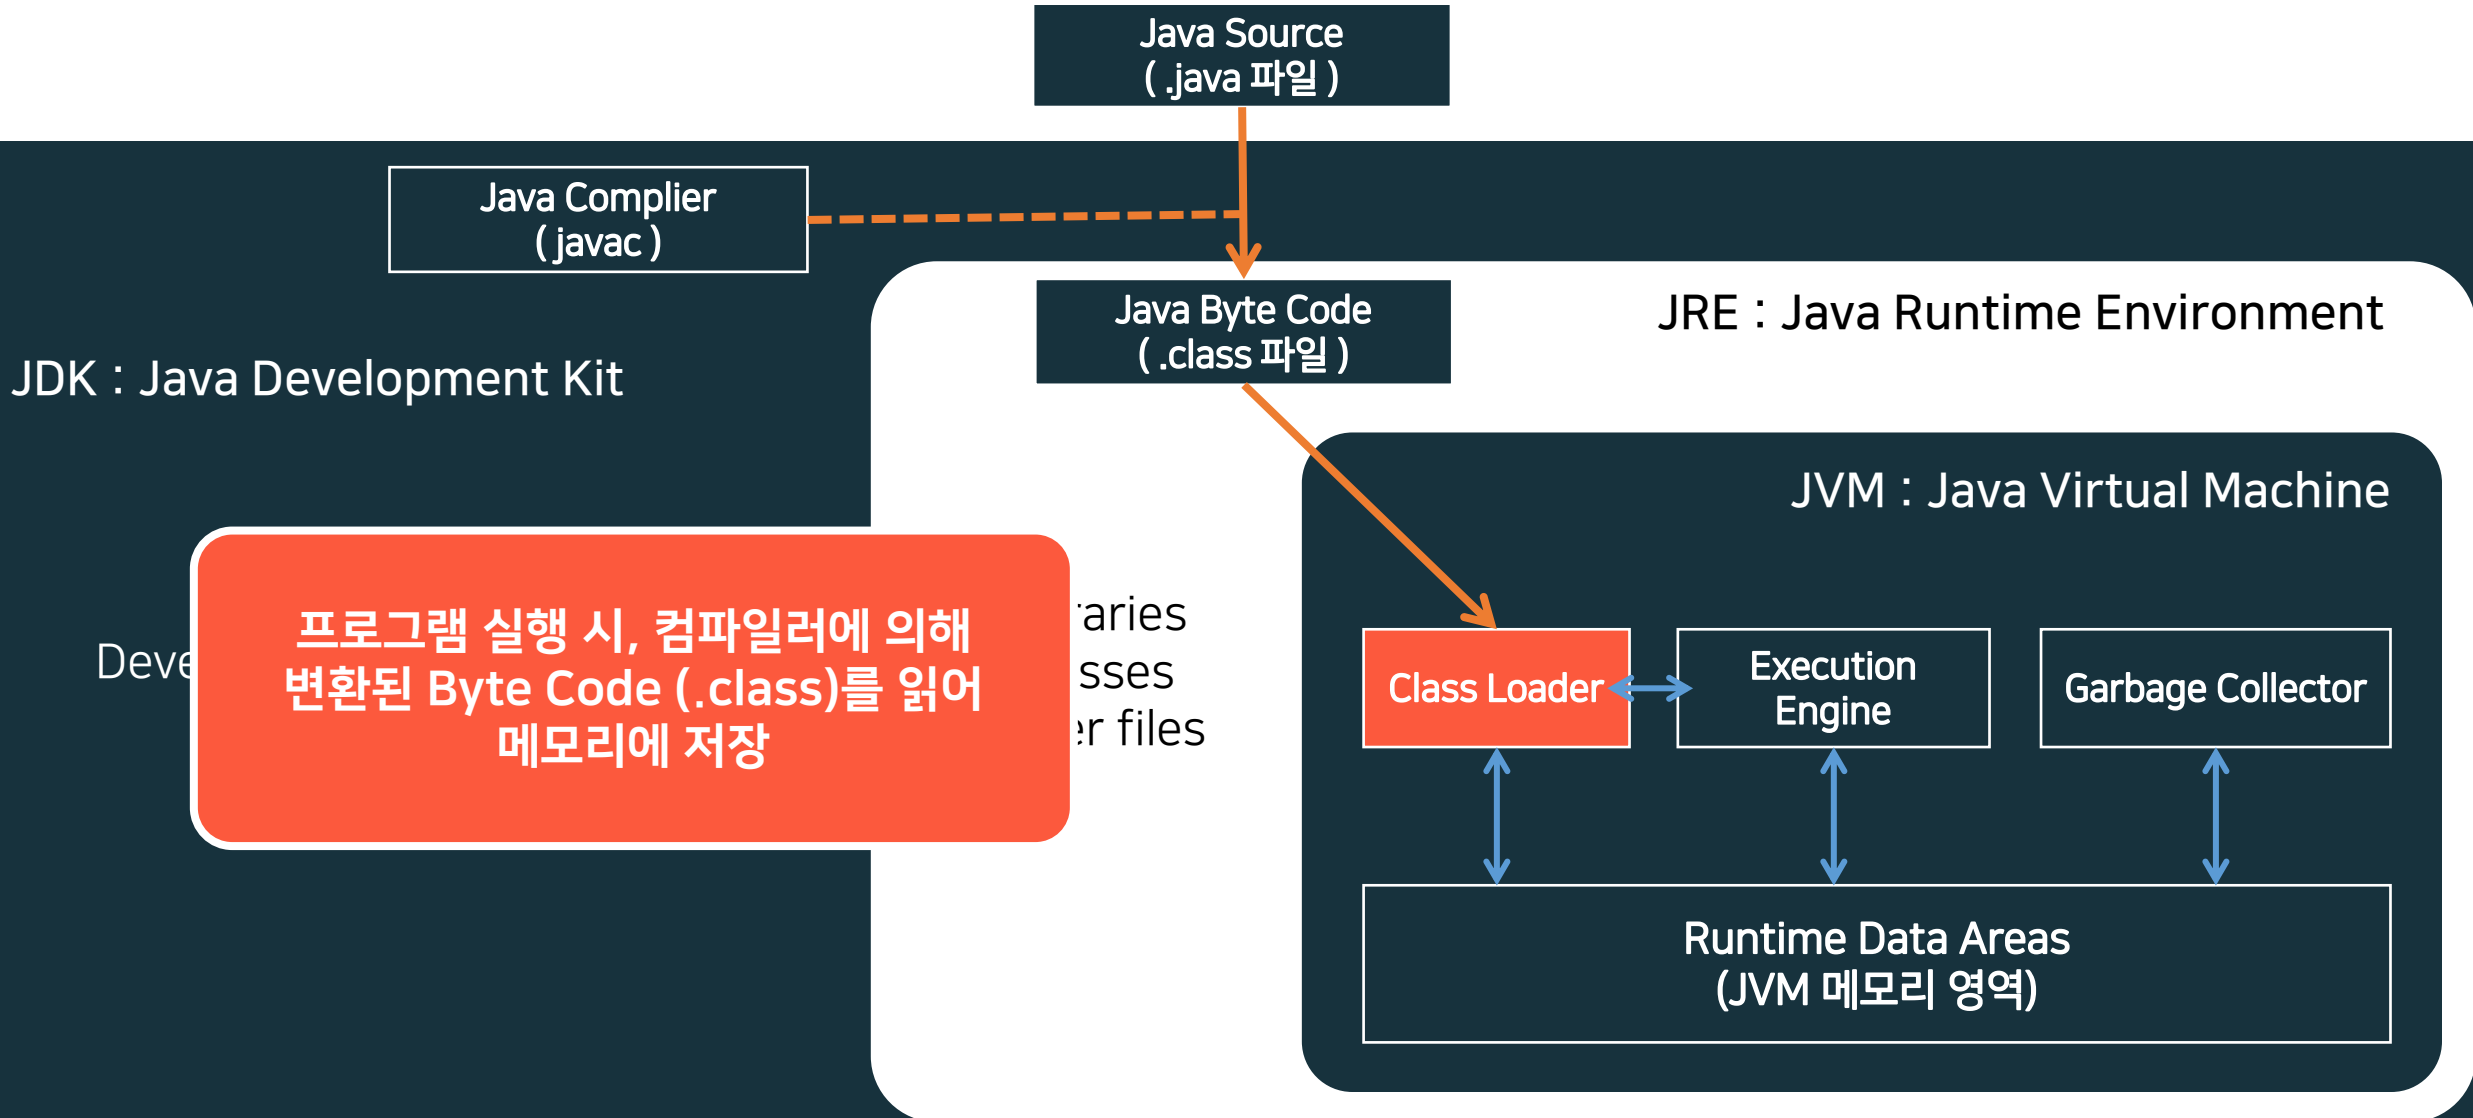 Java Source
( .java 파일 )
Java Complier
( javac )
Java Byte Code
( .class 파일 )
JRE : Java Runtime Environment
JDK : Java Development Kit
JVM : Java Virtual Machine
프로그램 실행 시, 컴파일러에 의해
변환된 Byte Code (.class)를 읽어
메모리에 저장
files
Class Loader
Execution
Engine
Garbage Collector
Runtime Data Areas
(JVM 메모리 영역)